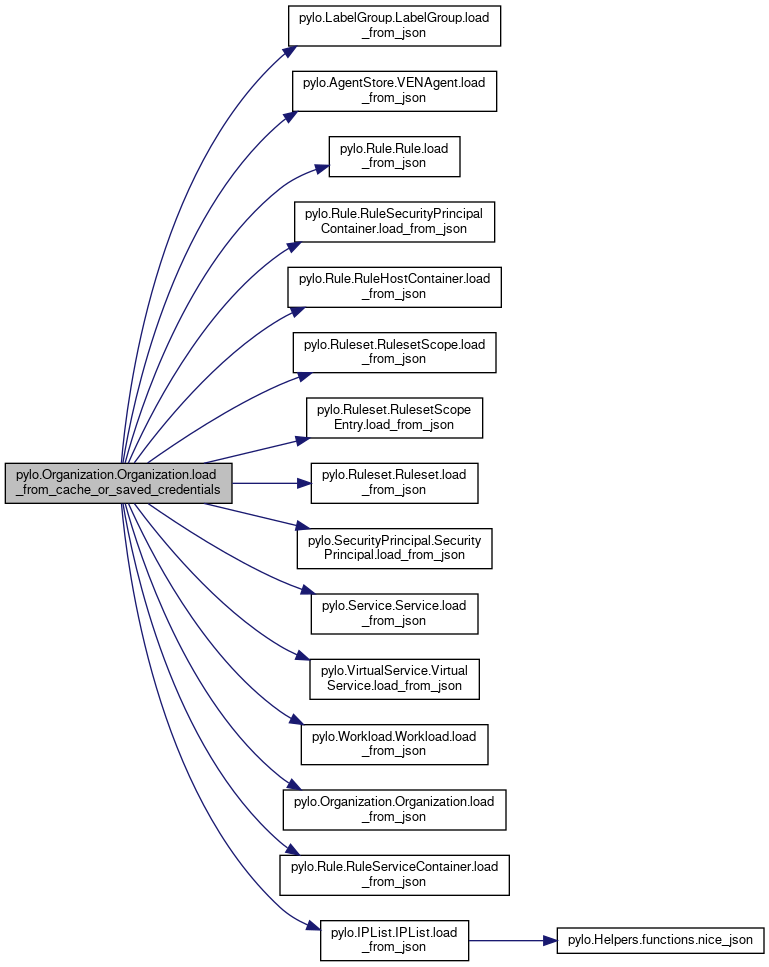 pylo.LabelGroup.LabelGroup.load
_from_json
pylo.AgentStore.VENAgent.load
_from_json
pylo.Rule.Rule.load
_from_json
pylo.Rule.RuleSecurityPrincipal
Container.load_from_json
pylo.Rule.RuleHostContainer.load
_from_json
pylo.Ruleset.RulesetScope.load
_from_json
pylo.Ruleset.RulesetScope
Entry.load_from_json
pylo.Organization.Organization.load
_from_cache_or_saved_credentials
pylo.Ruleset.Ruleset.load
_from_json
pylo.SecurityPrincipal.Security
Principal.load_from_json
pylo.Service.Service.load
_from_json
pylo.VirtualService.Virtual
Service.load_from_json
pylo.Workload.Workload.load
_from_json
pylo.Organization.Organization.load
_from_json
pylo.Rule.RuleServiceContainer.load
_from_json
pylo.IPList.IPList.load
_from_json
pylo.Helpers.functions.nice_json